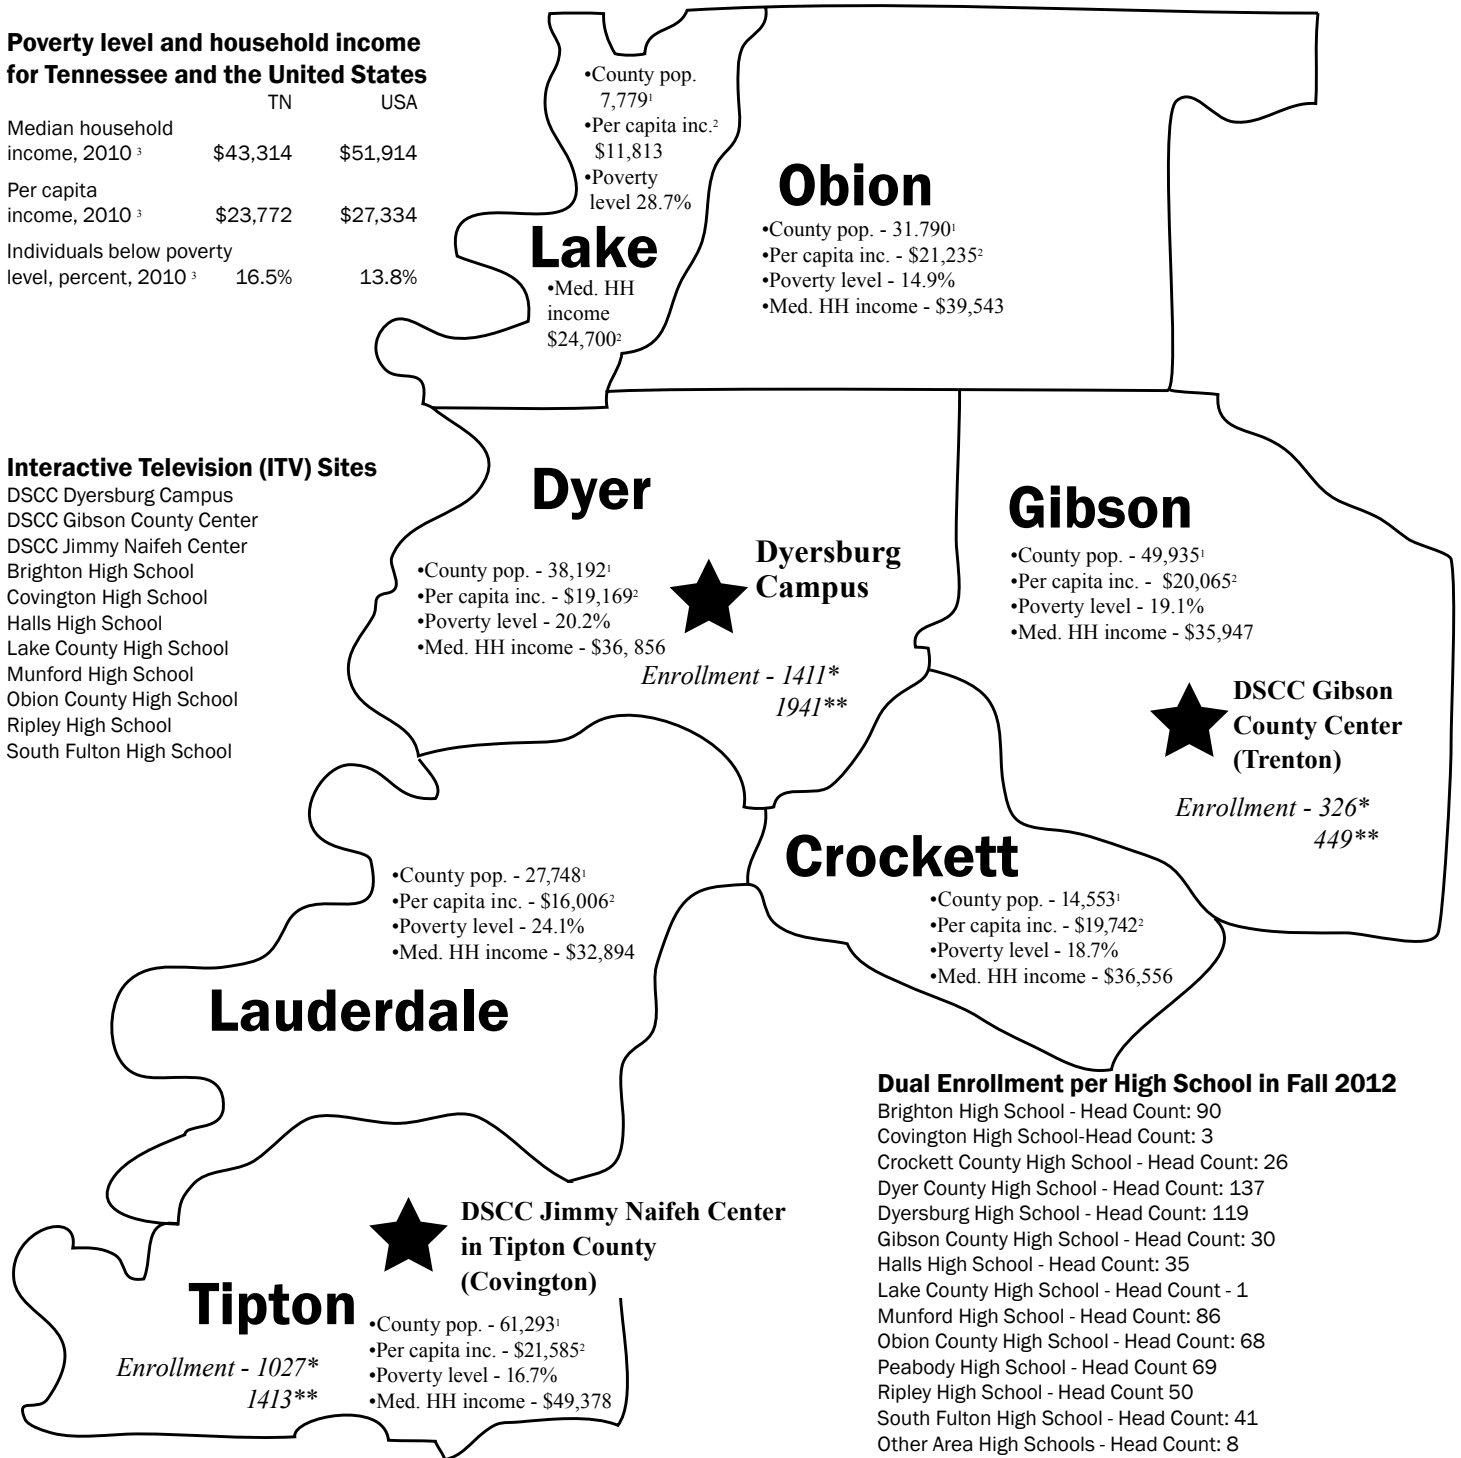 Poverty level and household income
for Tennessee and the United States
TN USA
Median household
income, 2010 ³ $43,314 $51,914
Per capita
income, 2010 ³ $23,772 $27,334
Individuals below poverty
level, percent, 2010 ³ 16.5% 13.8%
•County pop.
7,779¹
•Per capita inc.²
$11,813
•Poverty
level 28.7%
Lake
•Med. HH
income
$24,700²
Obion
•County pop. - 31.790¹
•Per capita inc. - $21,235²
•Poverty level - 14.9%
•Med. HH income - $39,543
Interactive Television (ITV) Sites
DSCC Dyersburg Campus
DSCC Gibson County Center
DSCC Jimmy Naifeh Center
Brighton High School
Covington High School
Halls High School
Lake County High School
Munford High School
Obion County High School
Ripley High School
South Fulton High School
Dyer
•County pop. - 38,192¹
•Per capita inc. - $19,169²
•Poverty level - 20.2%
•Med. HH income - $36, 856
Dyersburg
Campus
Enrollment - 1411*
1941**
Gibson
•County pop. - 49,935¹
•Per capita inc. - $20,065²
•Poverty level - 19.1%
•Med. HH income - $35,947
DSCC Gibson
County Center
(Trenton)
Enrollment - 326*
449**
Crockett
•County pop. - 14,553¹
•Per capita inc. - $19,742²
•Poverty level - 18.7%
•Med. HH income - $36,556
•County pop. - 27,748¹
•Per capita inc. - $16,006²
•Poverty level - 24.1%
•Med. HH income - $32,894
Lauderdale
DSCC Jimmy Naifeh Center
in Tipton County
(Covington)
Tipton
•County pop. - 61,293¹
•Per capita inc. - $21,585²
•Poverty level - 16.7%
•Med. HH income - $49,378
Enrollment - 1027*
1413**
Dual Enrollment per High School in Fall 2012
Brighton High School - Head Count: 90
Covington High School-Head Count: 3
Crockett County High School - Head Count: 26
Dyer County High School - Head Count: 137
Dyersburg High School - Head Count: 119
Gibson County High School - Head Count: 30
Halls High School - Head Count: 35
Lake County High School - Head Count - 1
Munford High School - Head Count: 86
Obion County High School - Head Count: 68
Peabody High School - Head Count 69
Ripley High School - Head Count 50
South Fulton High School - Head Count: 41
Other Area High Schools - Head Count: 8